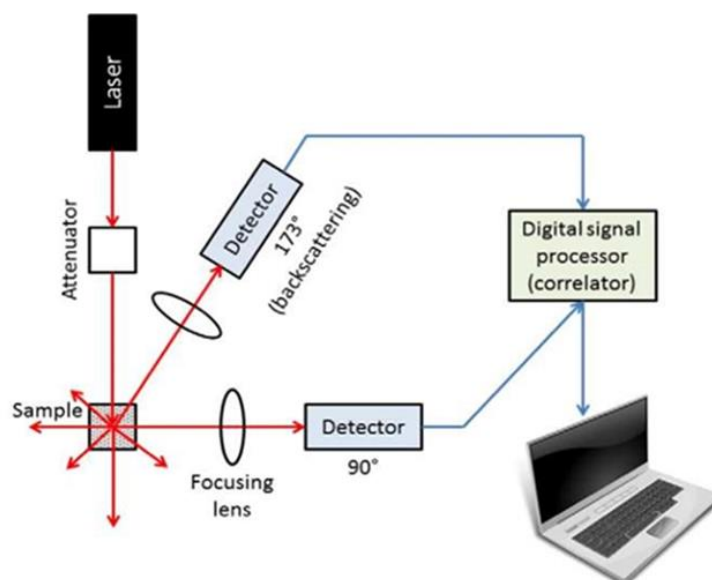 Laser
Attenuator
Detector
173°
(backscattering)
Digital signal
processor
(correlator)
Sample
Focusing
lens
Detector
90°